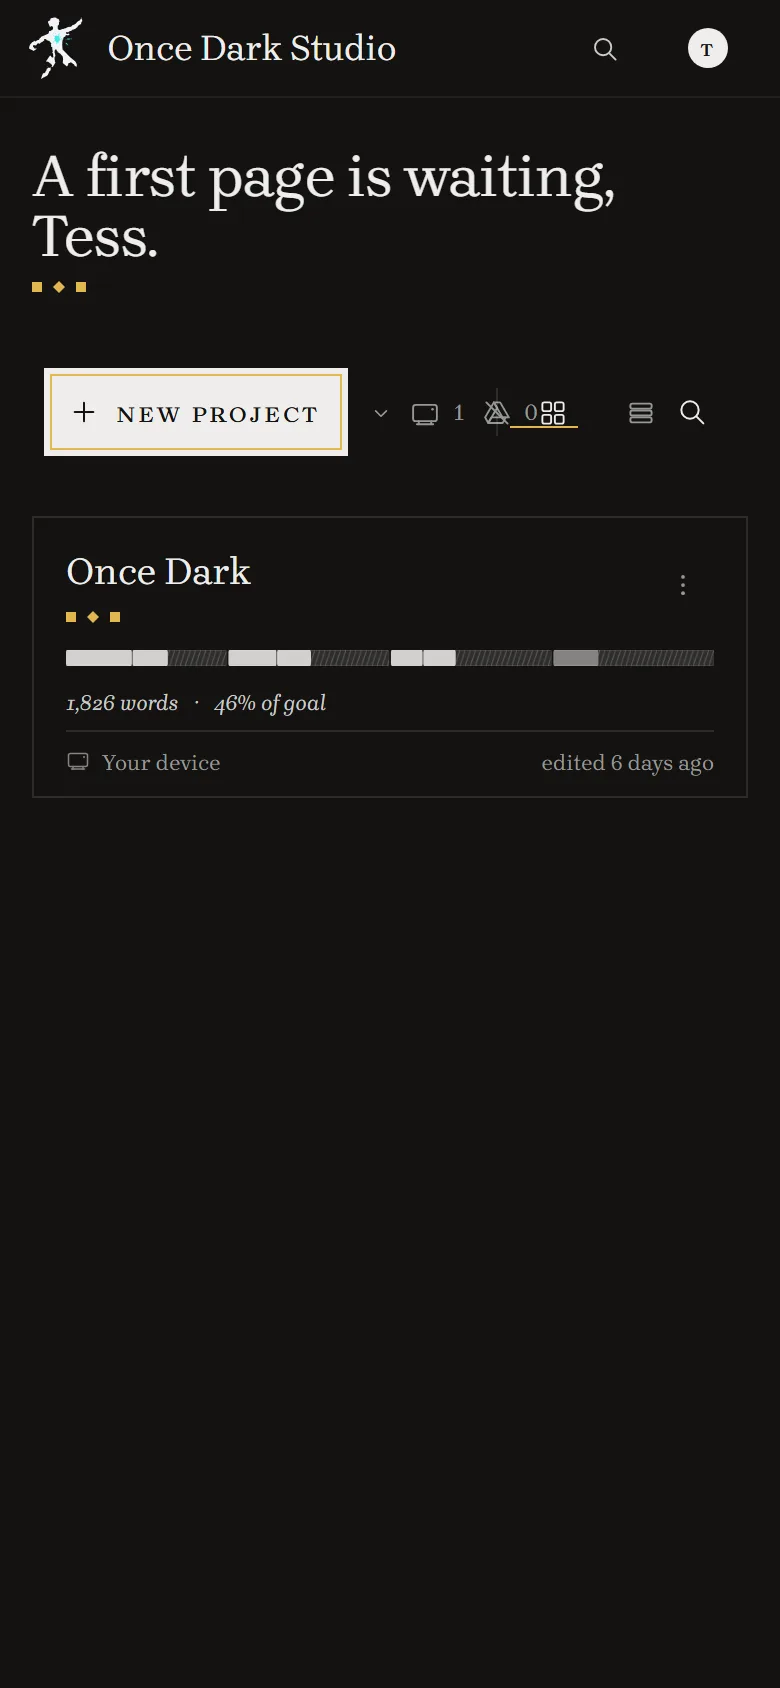 Once Dark Studio
T
A first page is waiting,
Tess.
NEW PROJECT
1
0
Once Dark
1,826 words · 46% of goal
Your device
edited 6 days ago